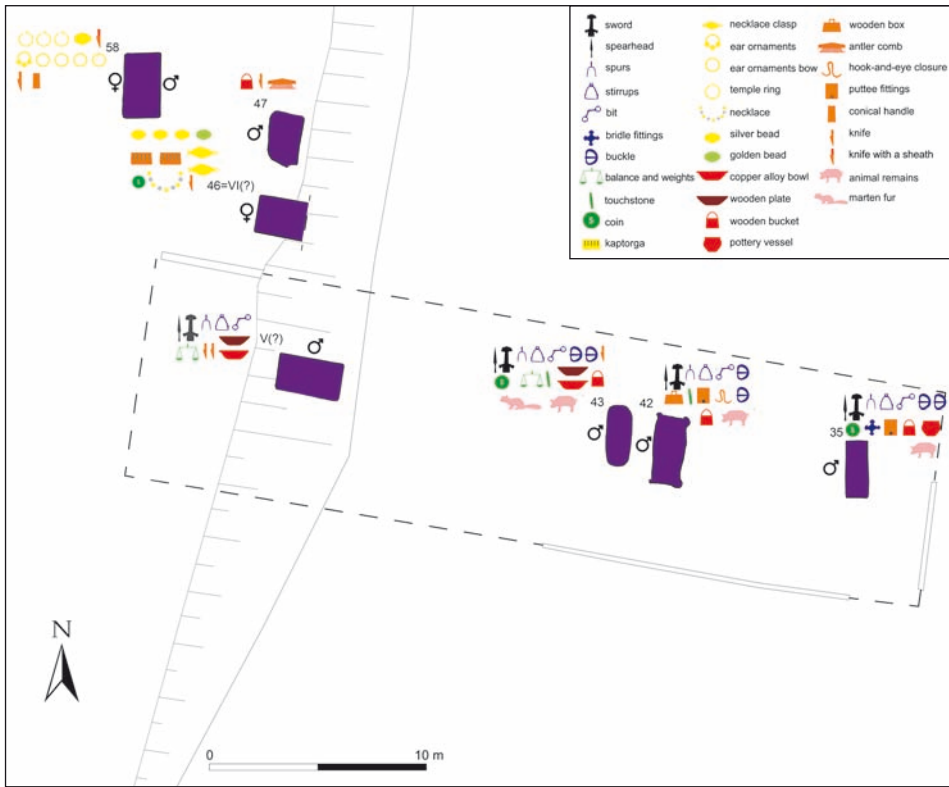 58
47
46=VI(?)
V(?)
43
42
35
N
0
10 m
sword
spearhead
spurs
stirrups
bit
bridle fittings
buckle
balance and weights
touchstone
coin
kaptorga
necklace clasp
ear ornaments
ear ornaments bow
temple ring
necklace
silver bead
golden bead
copper alloy bowl
wooden plate
wooden bucket
pottery vessel
wooden box
antler comb
hook-and-eye closure
puttee fittings
conical handle
knife
knife with a sheath
animal remains
marten fur